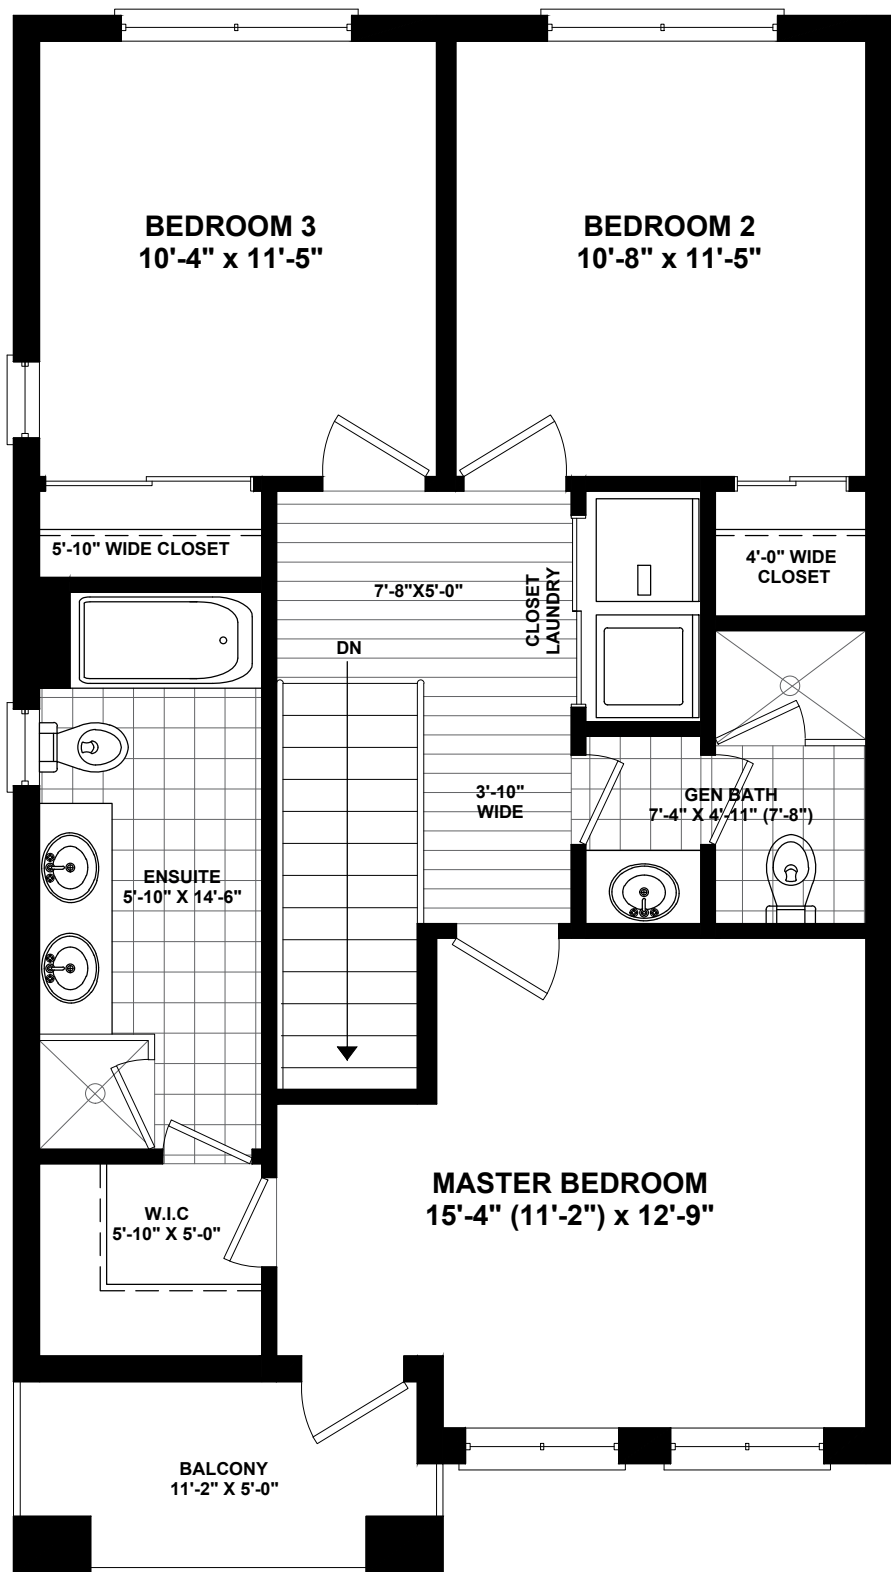 BEDROOM 3
10'-4" x 11'-5"
BEDROOM 2
10'-8" x 11'-5"
5'-10" WIDE CLOSET
7'-8"X5'-0"
CLOSET
LAUNDRY
4'-0" WIDE
CLOSET
DN
3'-10"
WIDE
GEN BATH
7'-4" X 4'-11" (7'-8")
ENSUITE
5'-10" X 14'-6"
MASTER BEDROOM
15'-4" (11'-2") x 12'-9"
W.I.C
5'-10" X 5'-0"
BALCONY
11'-2" X 5'-0"